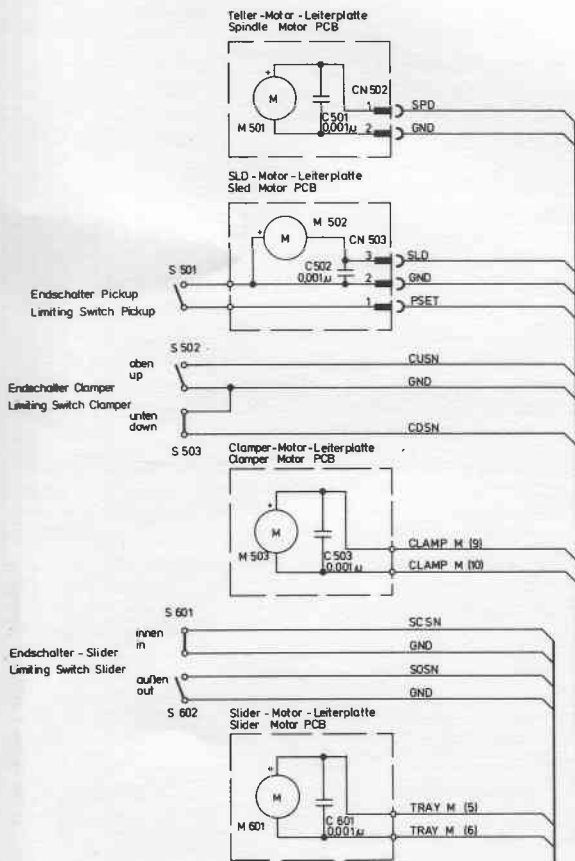 Teller-Motor-Leiterplatte
Spindle Motor PCB
CN 502
M
M 501
C 501
0,001µ
1
SPD
2
GND
SLD-Motor-Leiterplatte
Sled Motor PCB
M 502
M
CN 503
C 502
0,001µ
3
SLD
2
GND
1
PSET
S 501
Endschalter Pickup
Limiting Switch Pickup
S 502
oben
up
CUSN
GND
Endschalter Clamper
Limiting Switch Clamper
unten
down
CDSN
S 503
Clamper-Motor-Leiterplatte
Clamper Motor PCB
M
M 503
C 503
0,001µ
CLAMP M (9)
CLAMP M (10)
S 601
innen
in
SCSN
GND
Endschalter - Slider
Limiting Switch Slider
außen
out
SOSN
GND
S 602
Slider-Motor-Leiterplatte
Slider Motor PCB
M
M 601
C 601
0,001µ
TRAY M (5)
TRAY M (6)